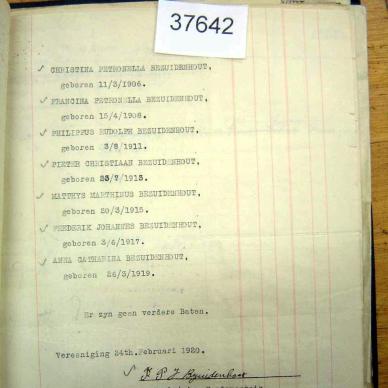 37642
✓ CHRISTINA PETRONELLA BEZUIDENHOUT,
geboren 11/3/1906.
✓ FRANCINA PETRONELLA BEZUIDENHOUT,
geboren 15/4/1908.
✓ PHILIPPUS RUDOLPH BEZUIDENHOUT,
geboren 3/8/1911.
✓ PIETER CHRISTIAAN BEZUIDENHOUT,
geboren 23/7/1913.
✓ MATTHYS MARTHINUS BEZUIDENHOUT,
geboren 20/3/1915.
✓ FREDERIK JOHANNES BEZUIDENHOUT,
geboren 3/6/1917.
✓ ANNA CATHARINA BEZUIDENHOUT,
geboren 26/3/1919.
Er zyn geen verdere Baten.
Vereeniging 24th.February 1920.
✓ P J Bezuidenhout